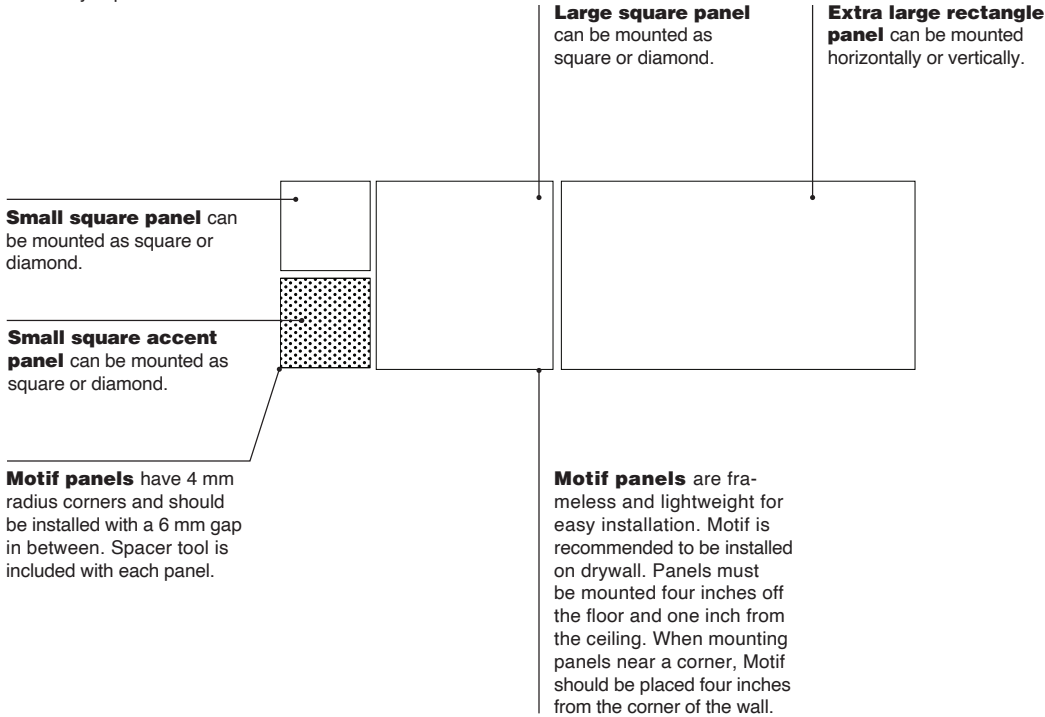 Large square panel
can be mounted as
square or diamond.
Extra large rectangle
panel can be mounted
horizontally or vertically.
Small square panel can
be mounted as square or
diamond.
Small square accent
panel can be mounted as
square or diamond.
Motif panels have 4 mm
radius corners and should
be installed with a 6 mm gap
in between. Spacer tool is
included with each panel.
Motif panels are fra-
meless and lightweight for
easy installation. Motif is
recommended to be installed
on drywall. Panels must
be mounted four inches off
the floor and one inch from
the ceiling. When mounting
panels near a corner, Motif
should be placed four inches
from the corner of the wall.